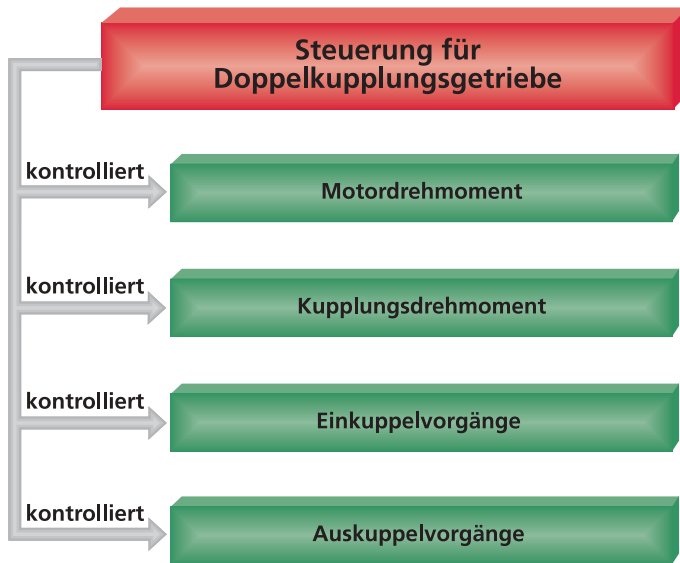 Steuerung für
Doppelkupplungsgetriebe
kontrolliert
Motordrehmoment
kontrolliert
Kupplungsdrehmoment
kontrolliert
Einkuppelvorgänge
kontrolliert
Auskuppelvorgänge